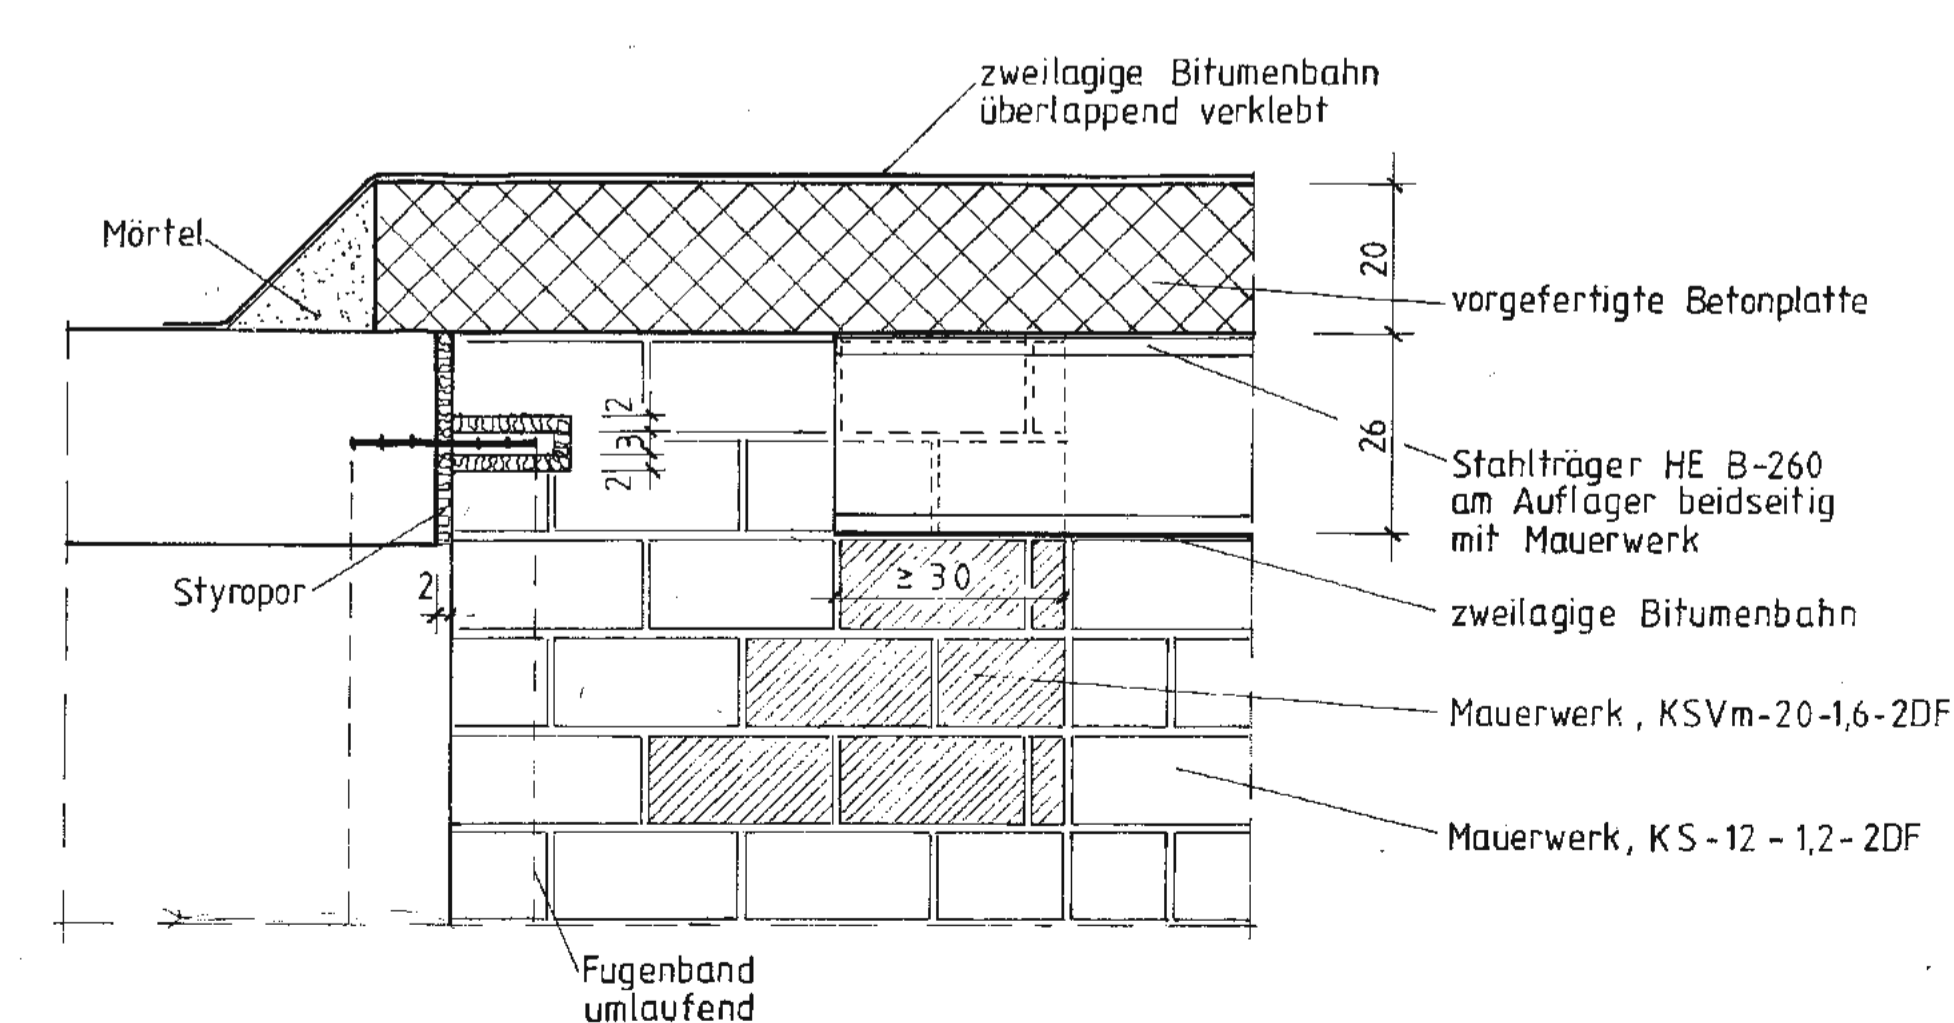 zweilagige Bitumenbahn
überlappend verklebt
Mörtel
20
vorgefertigte Betonplatte
2
3
2
26
Stahlträger HE B-260
am Auflager beidseitig
mit Mauerwerk
Styropor
2
≥ 30
zweilagige Bitumenbahn
Mauerwerk, KSVm-20-1,6-2DF
Mauerwerk, KS-12-1,2-2DF
Fugenband
umlaufend